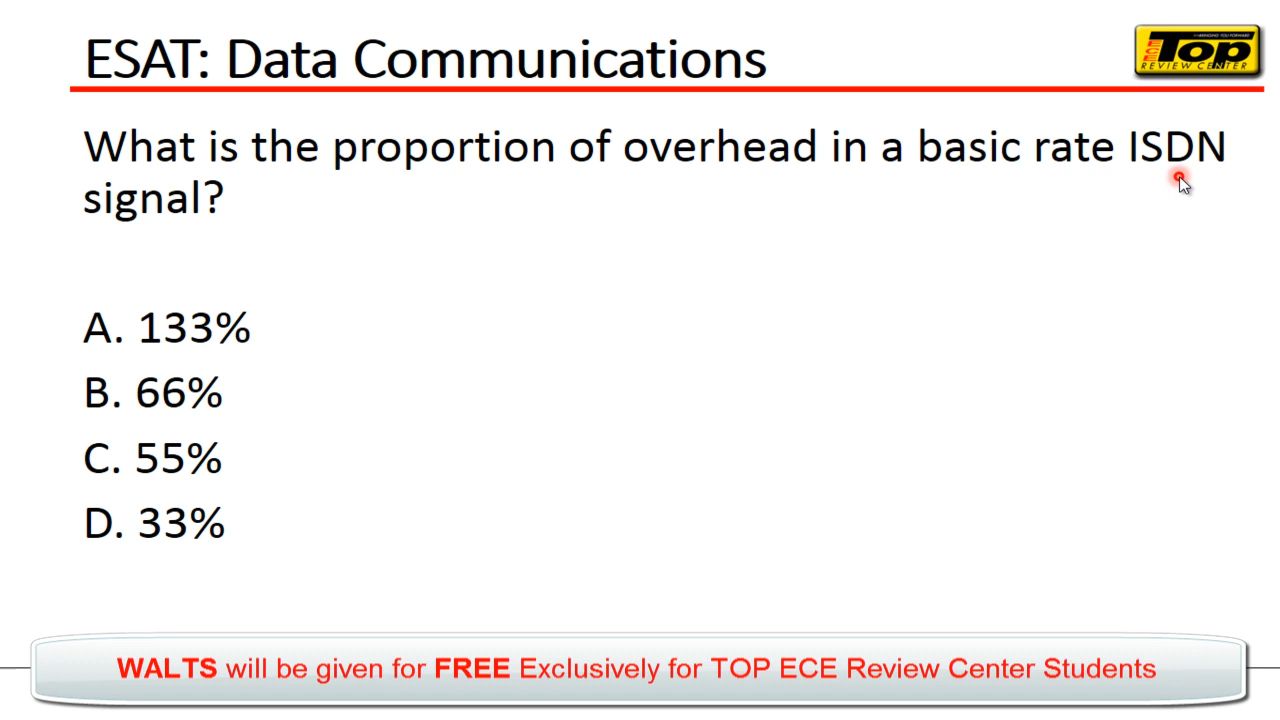 ESAT: Data Communications
ECE
Top
REVIEW CENTER
What is the proportion of overhead in a basic rate ISDN
signal?
A. 133%
B. 66%
C. 55%
D. 33%
WALTS will be given for FREE Exclusively for TOP ECE Review Center Students